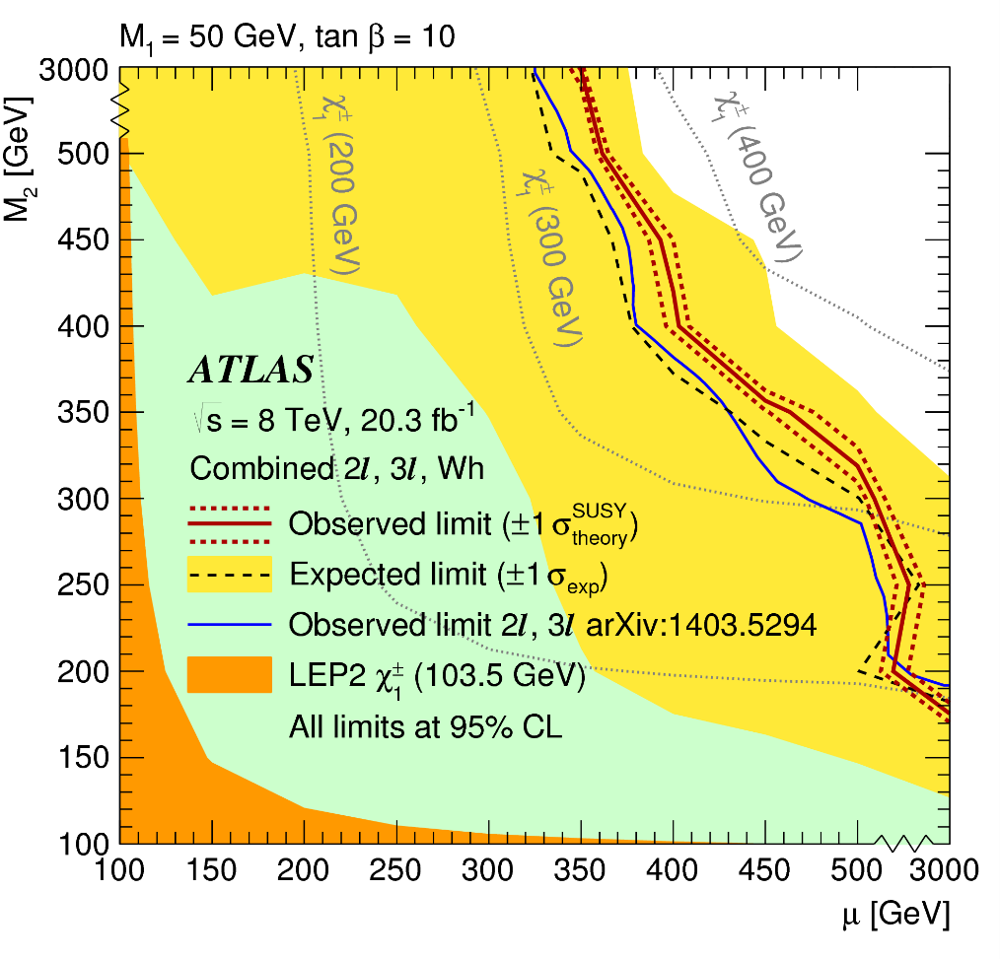 M₁ = 50 GeV, tan β = 10
M₂ [GeV]
3000
500
450
400
350
300
250
200
150
100
χ₁± (200 GeV)
χ₁± (300 GeV)
χ₁± (400 GeV)
ATLAS
√s = 8 TeV, 20.3 fb⁻¹
Combined 2l, 3l, Wh
Observed limit (±1 σ SUSY theory)
Expected limit (±1 σ exp)
Observed limit 2l, 3l arXiv:1403.5294
LEP2 χ₁± (103.5 GeV)
All limits at 95% CL
100 150 200 250 300 350 400 450 500 3000
μ [GeV]